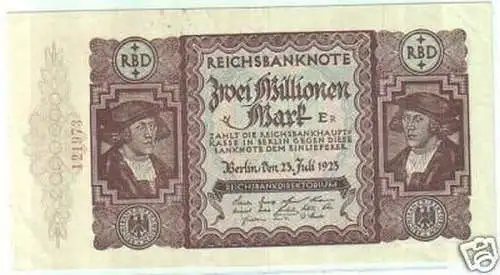 RBD
REICHSBANKNOTE
RBD
Zwei Millionen
Mark
ER
ZAHLT DIE REICHSBANKHAUPT-
KASSE IN BERLIN GEGEN DIESE
BANKNOTE DEM EINLIEFERER.
Berlin, den 23. Juli 1923
REICHSBANKDIREKTORIUM
121973